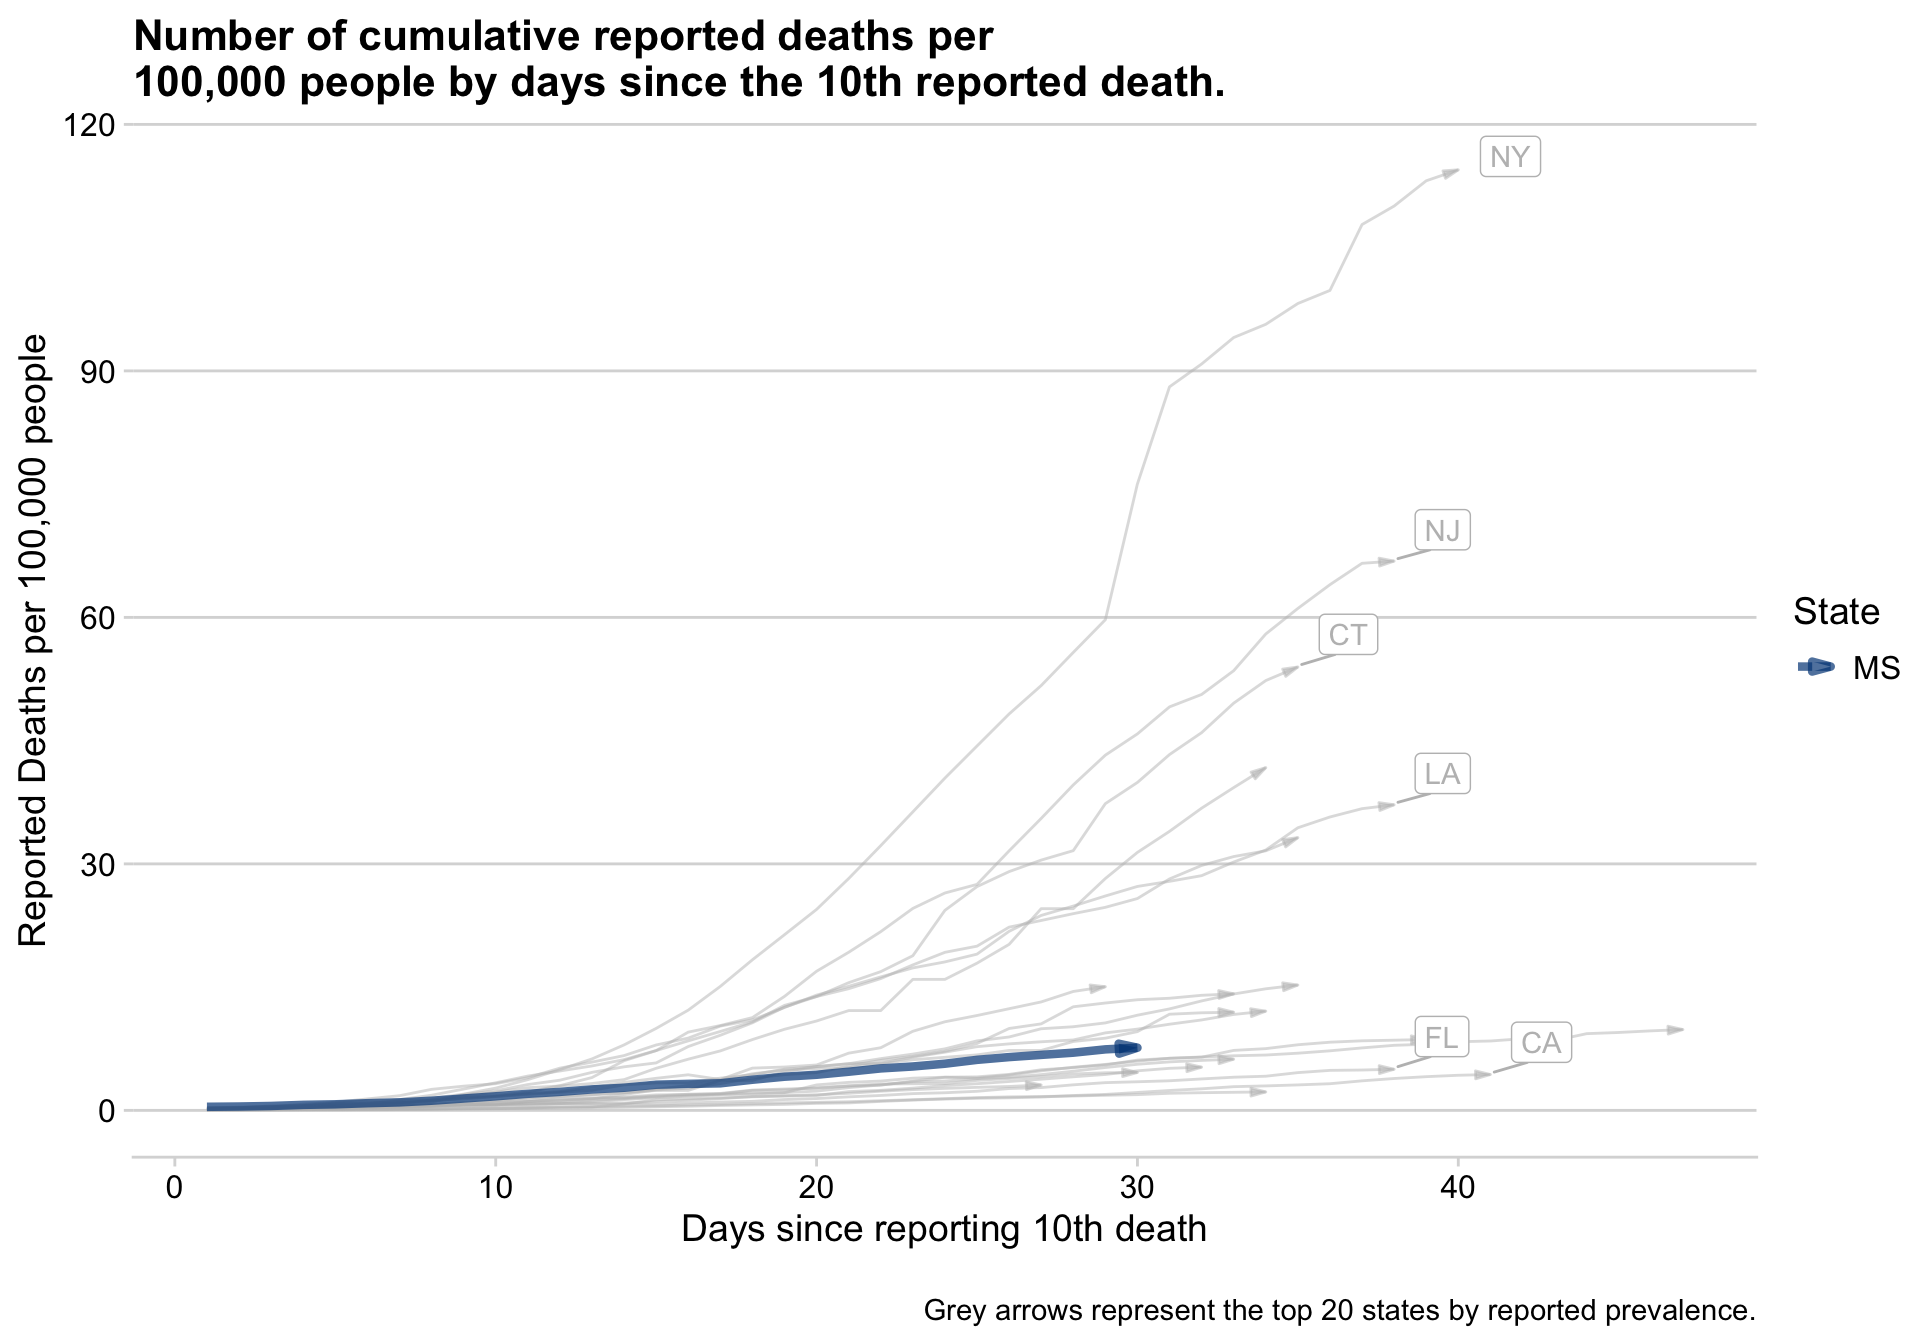 Number of cumulative reported deaths per
100,000 people by days since the 10th reported death.
120
90
60
30
0
Reported Deaths per 100,000 people
NY
NJ
CT
LA
FL
CA
State
MS
0
10
20
30
40
Days since reporting 10th death
Grey arrows represent the top 20 states by reported prevalence.